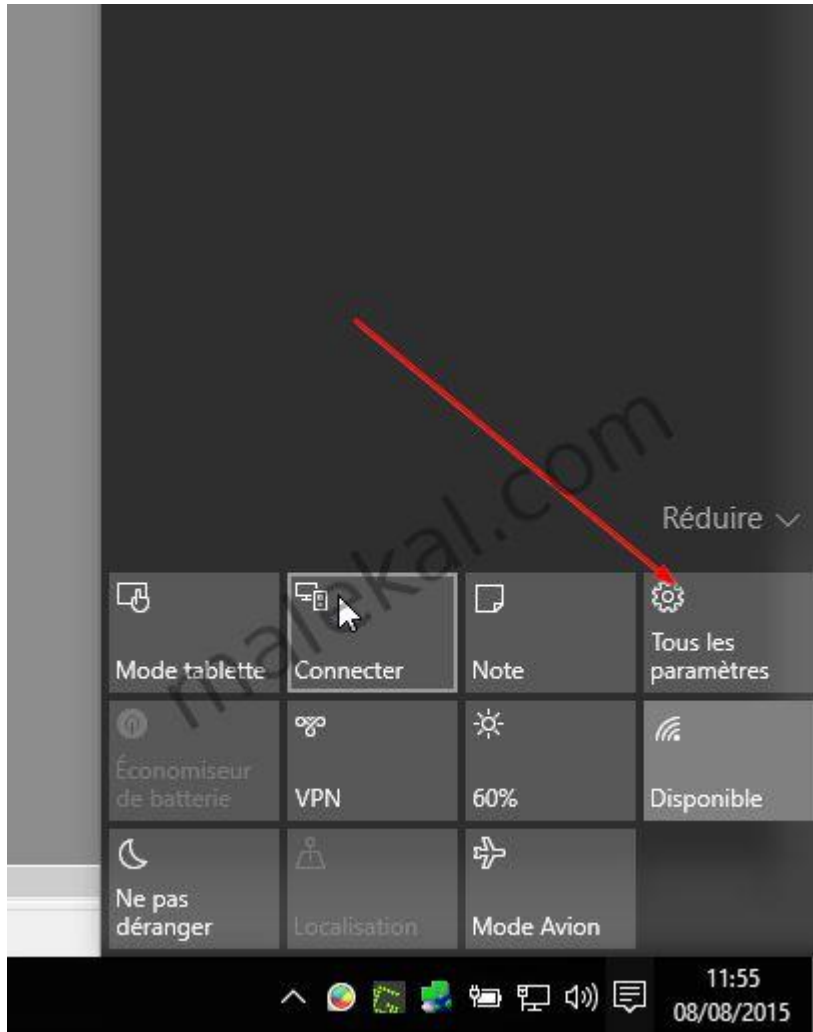 Réduire
Mode tablette
Connecter
Note
Tous les
paramètres
Économiseur
de batterie
VPN
60%
Disponible
Ne pas
déranger
Localisation
Mode Avion
11:55
08/08/2015
malekal.com